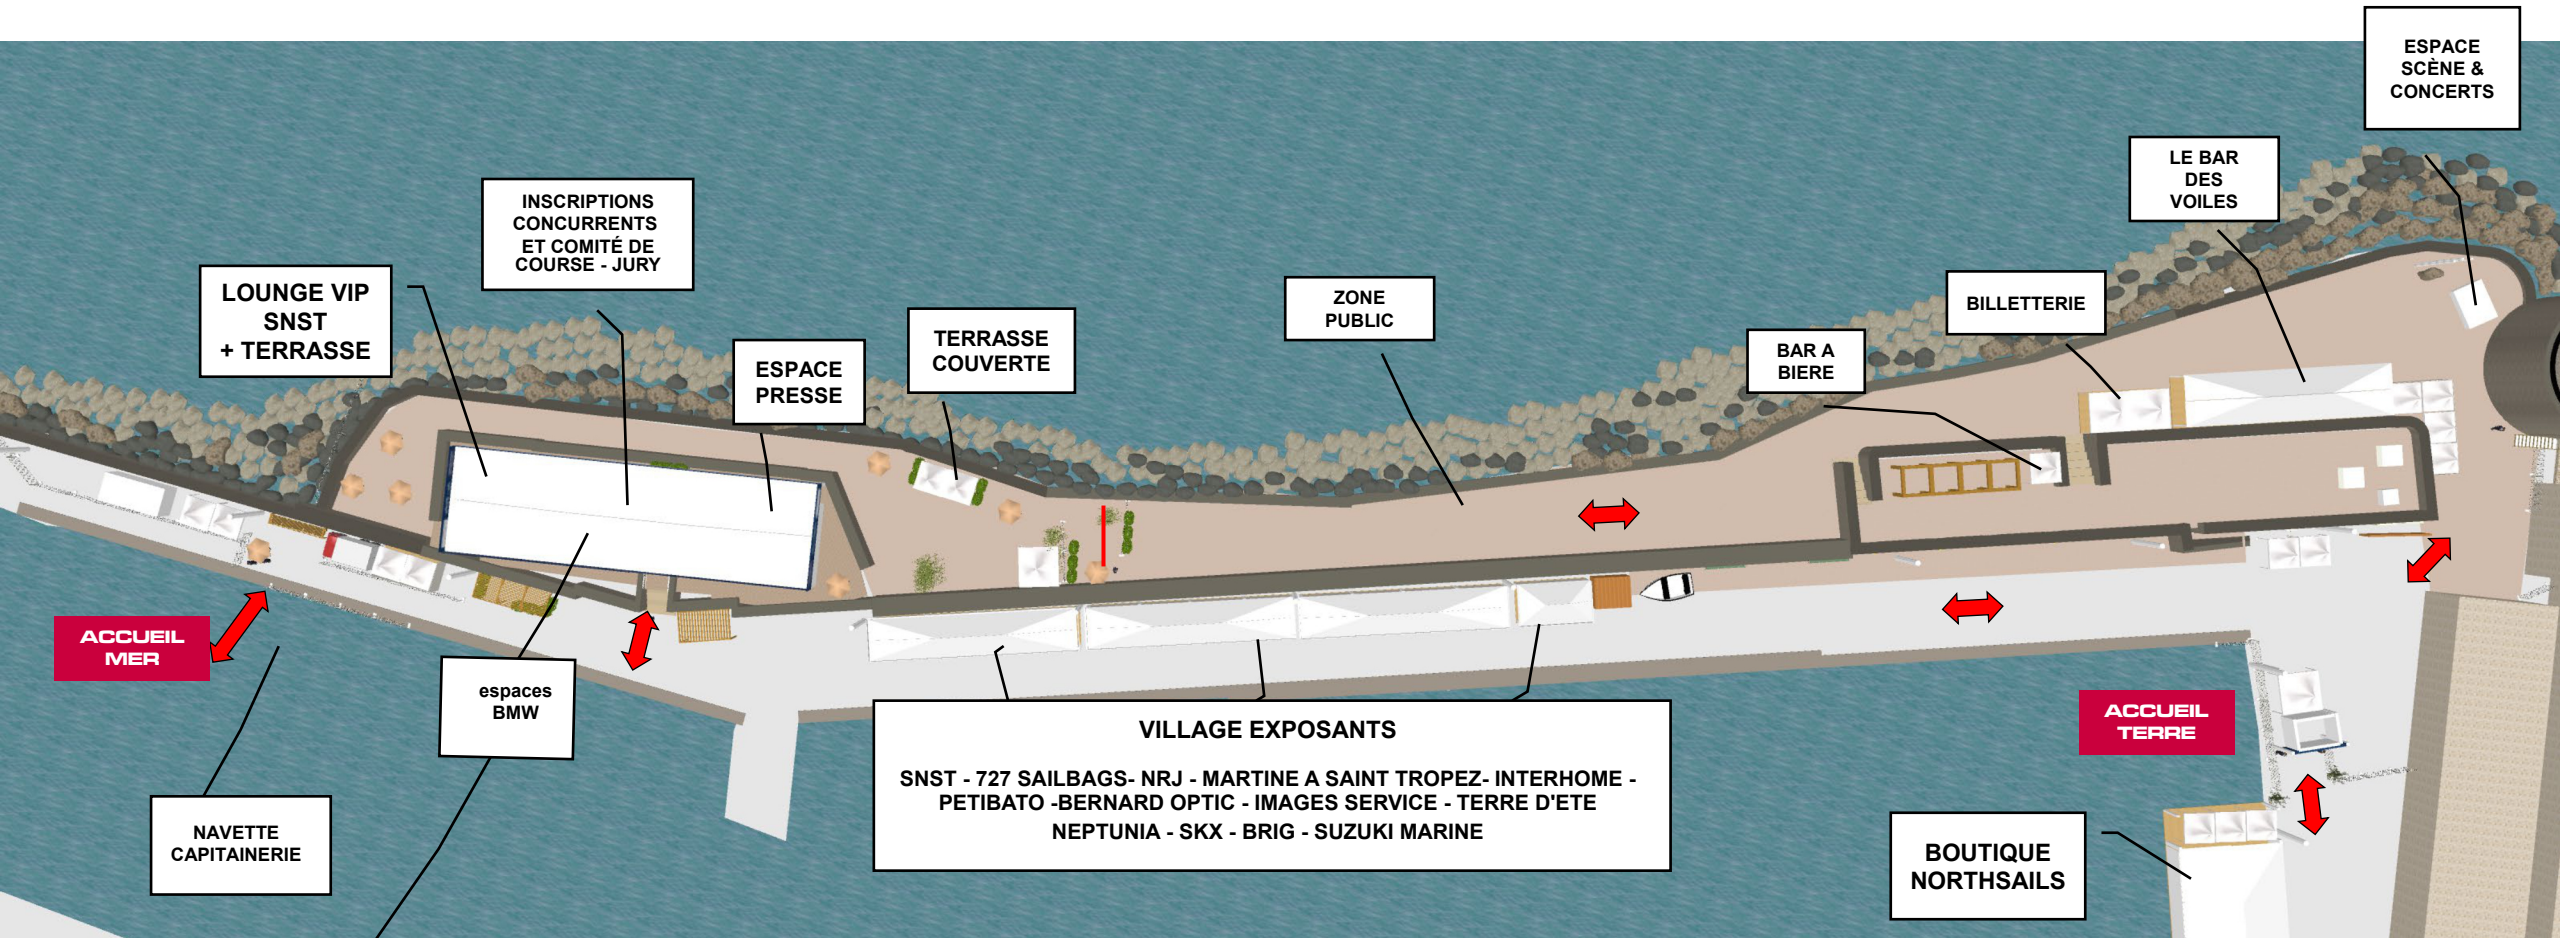 ESPACE
SCÈNE &
CONCERTS
LE BAR
DES
VOILES
INSCRIPTIONS
CONCURRENTS
ET COMITÉ DE
COURSE - JURY
LOUNGE VIP
SNST
+ TERRASSE
ZONE
PUBLIC
BILLETTERIE
TERRASSE
COUVERTE
ESPACE
PRESSE
BAR A
BIERE
ACCUEIL
MER
espaces
BMW
ACCUEIL
TERRE
VILLAGE EXPOSANTS
SNST - 727 SAILBAGS- NRJ - MARTINE A SAINT TROPEZ- INTERHOME -
PETIBATO -BERNARD OPTIC - IMAGES SERVICE - TERRE D'ETE
NEPTUNIA - SKX - BRIG - SUZUKI MARINE
NAVETTE
CAPITAINERIE
BOUTIQUE
NORTHSAILS